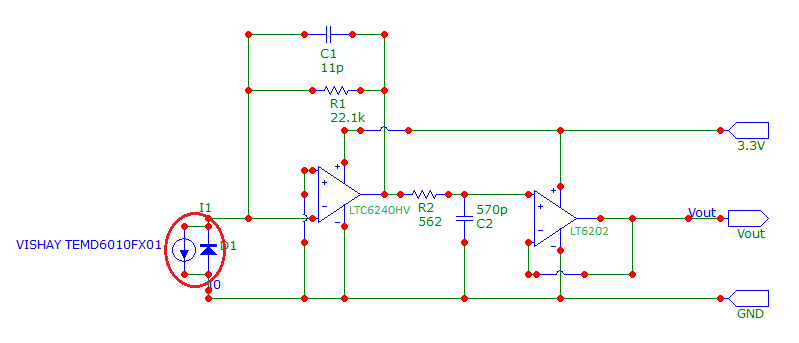 C1
11p
R1
22.1k
3.3V
+
+
-
-
LTC6240HV
R2
562
570p
C2
+
+
-
-
LT6202
Vout
Vout
I1
VISHAY TEMD6010FX01
D1
0
GND